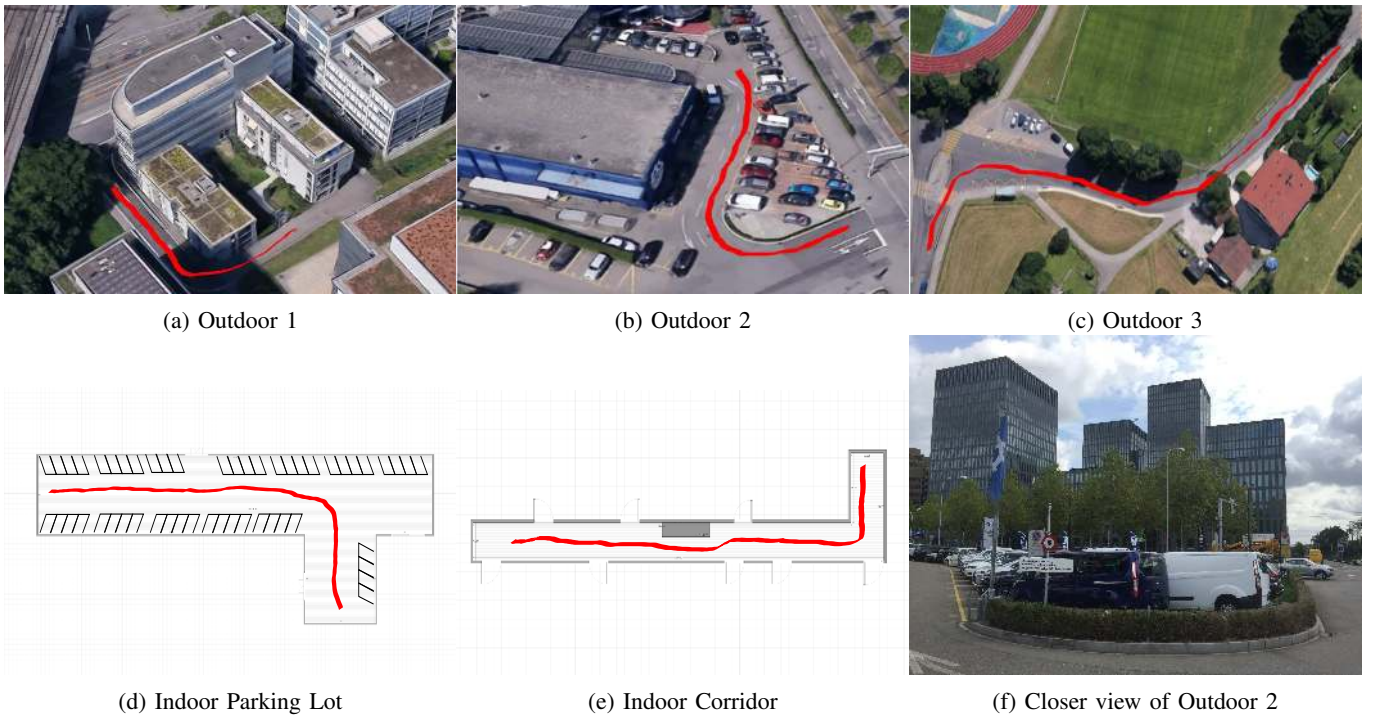 (a) Outdoor 1
(b) Outdoor 2
(c) Outdoor 3
(d) Indoor Parking Lot
(e) Indoor Corridor
(f) Closer view of Outdoor 2